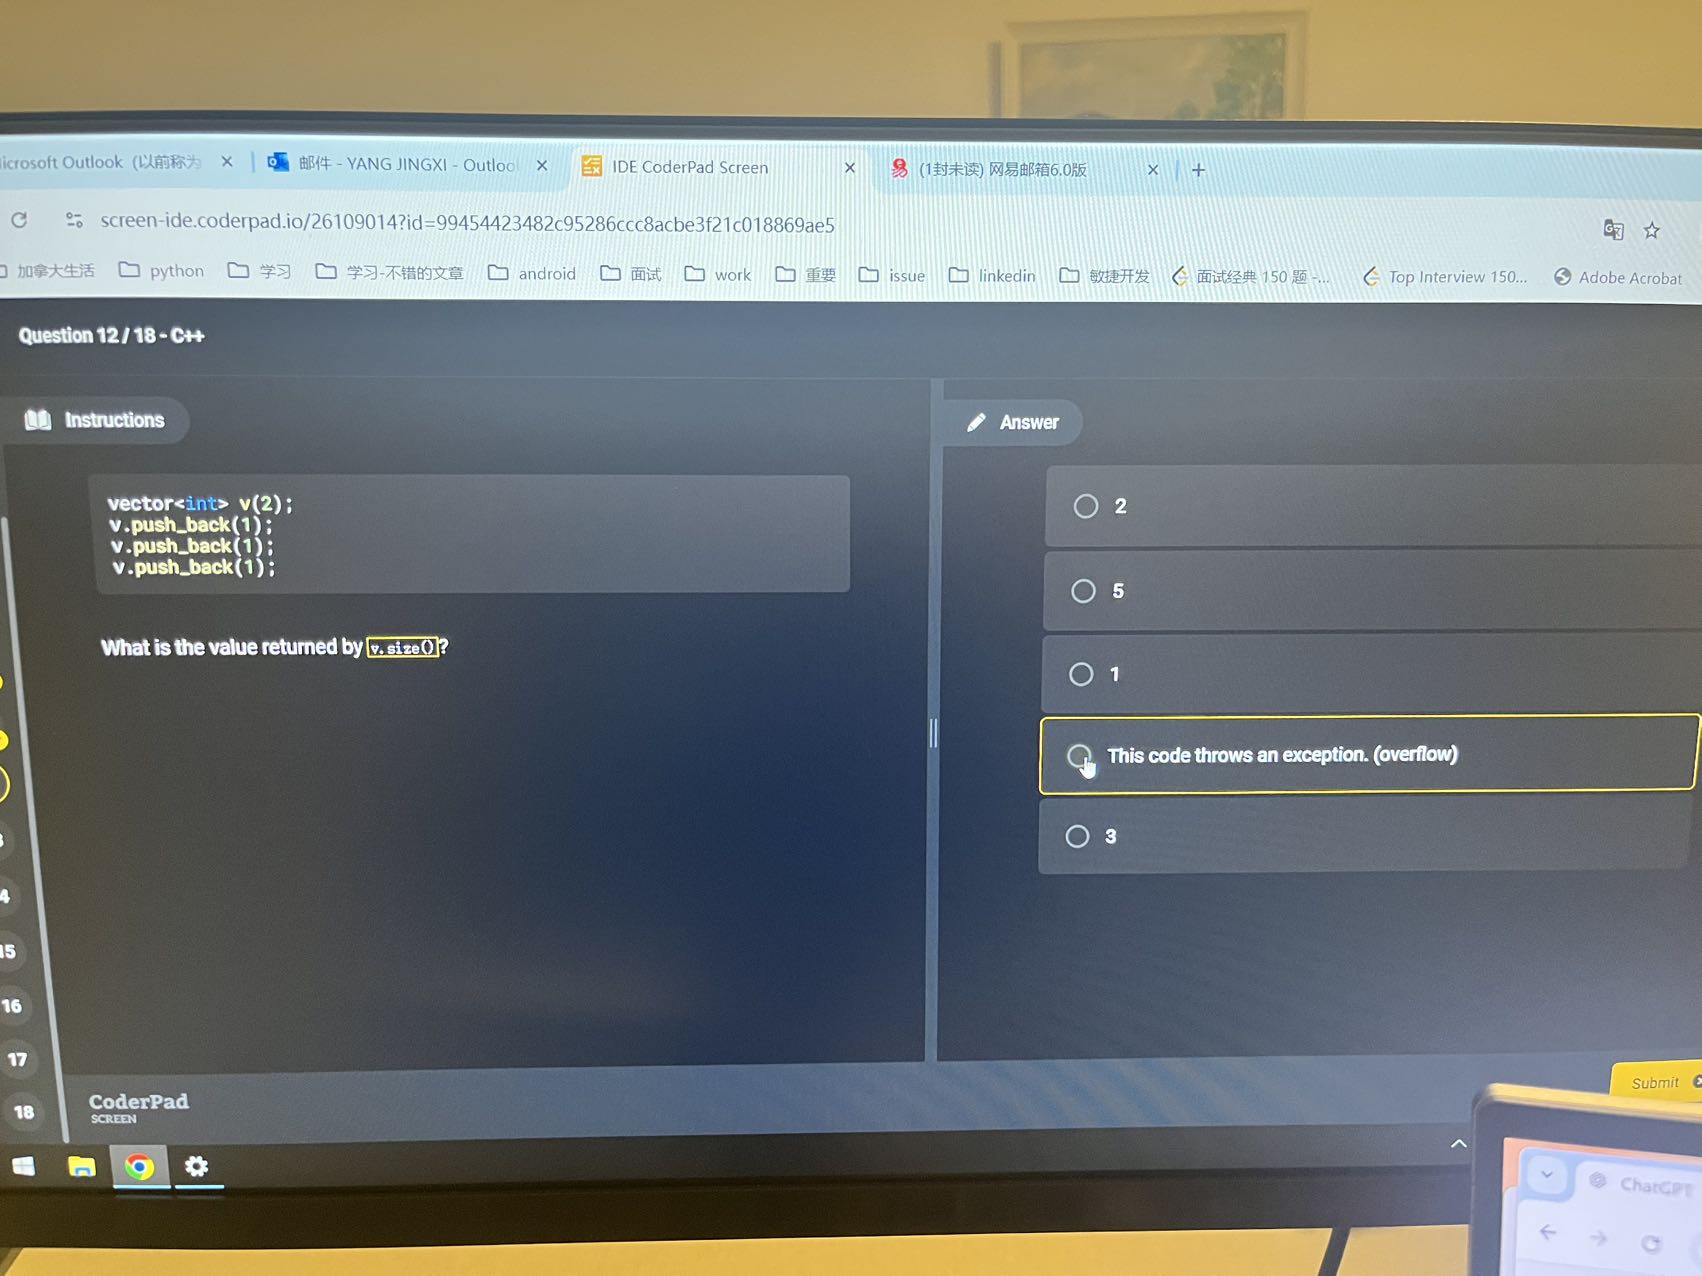 icrosoft Outlook (以前称为
邮件 - YANG JINGXI - Outloo
IDE CoderPad Screen
(1封未读) 网易邮箱6.0版
screen-ide.coderpad.io/26109014?id=99454423482c95286ccc8acbe3f21c018869ae5
加拿大生活
python
学习
学习-不错的文章
android
面试
work
重要
issue
linkedin
敏捷开发
面试经典 150 题 -...
Top Interview 150...
Adobe Acrobat
Question 12 / 18 - C++
Instructions
vector<int> v(2);
v.push_back(1);
v.push_back(1);
v.push_back(1);
What is the value returned by v.size()?
Answer
2
5
1
This code throws an exception. (overflow)
3
4
15
16
17
18
CoderPad
SCREEN
Submit
ChatGPT